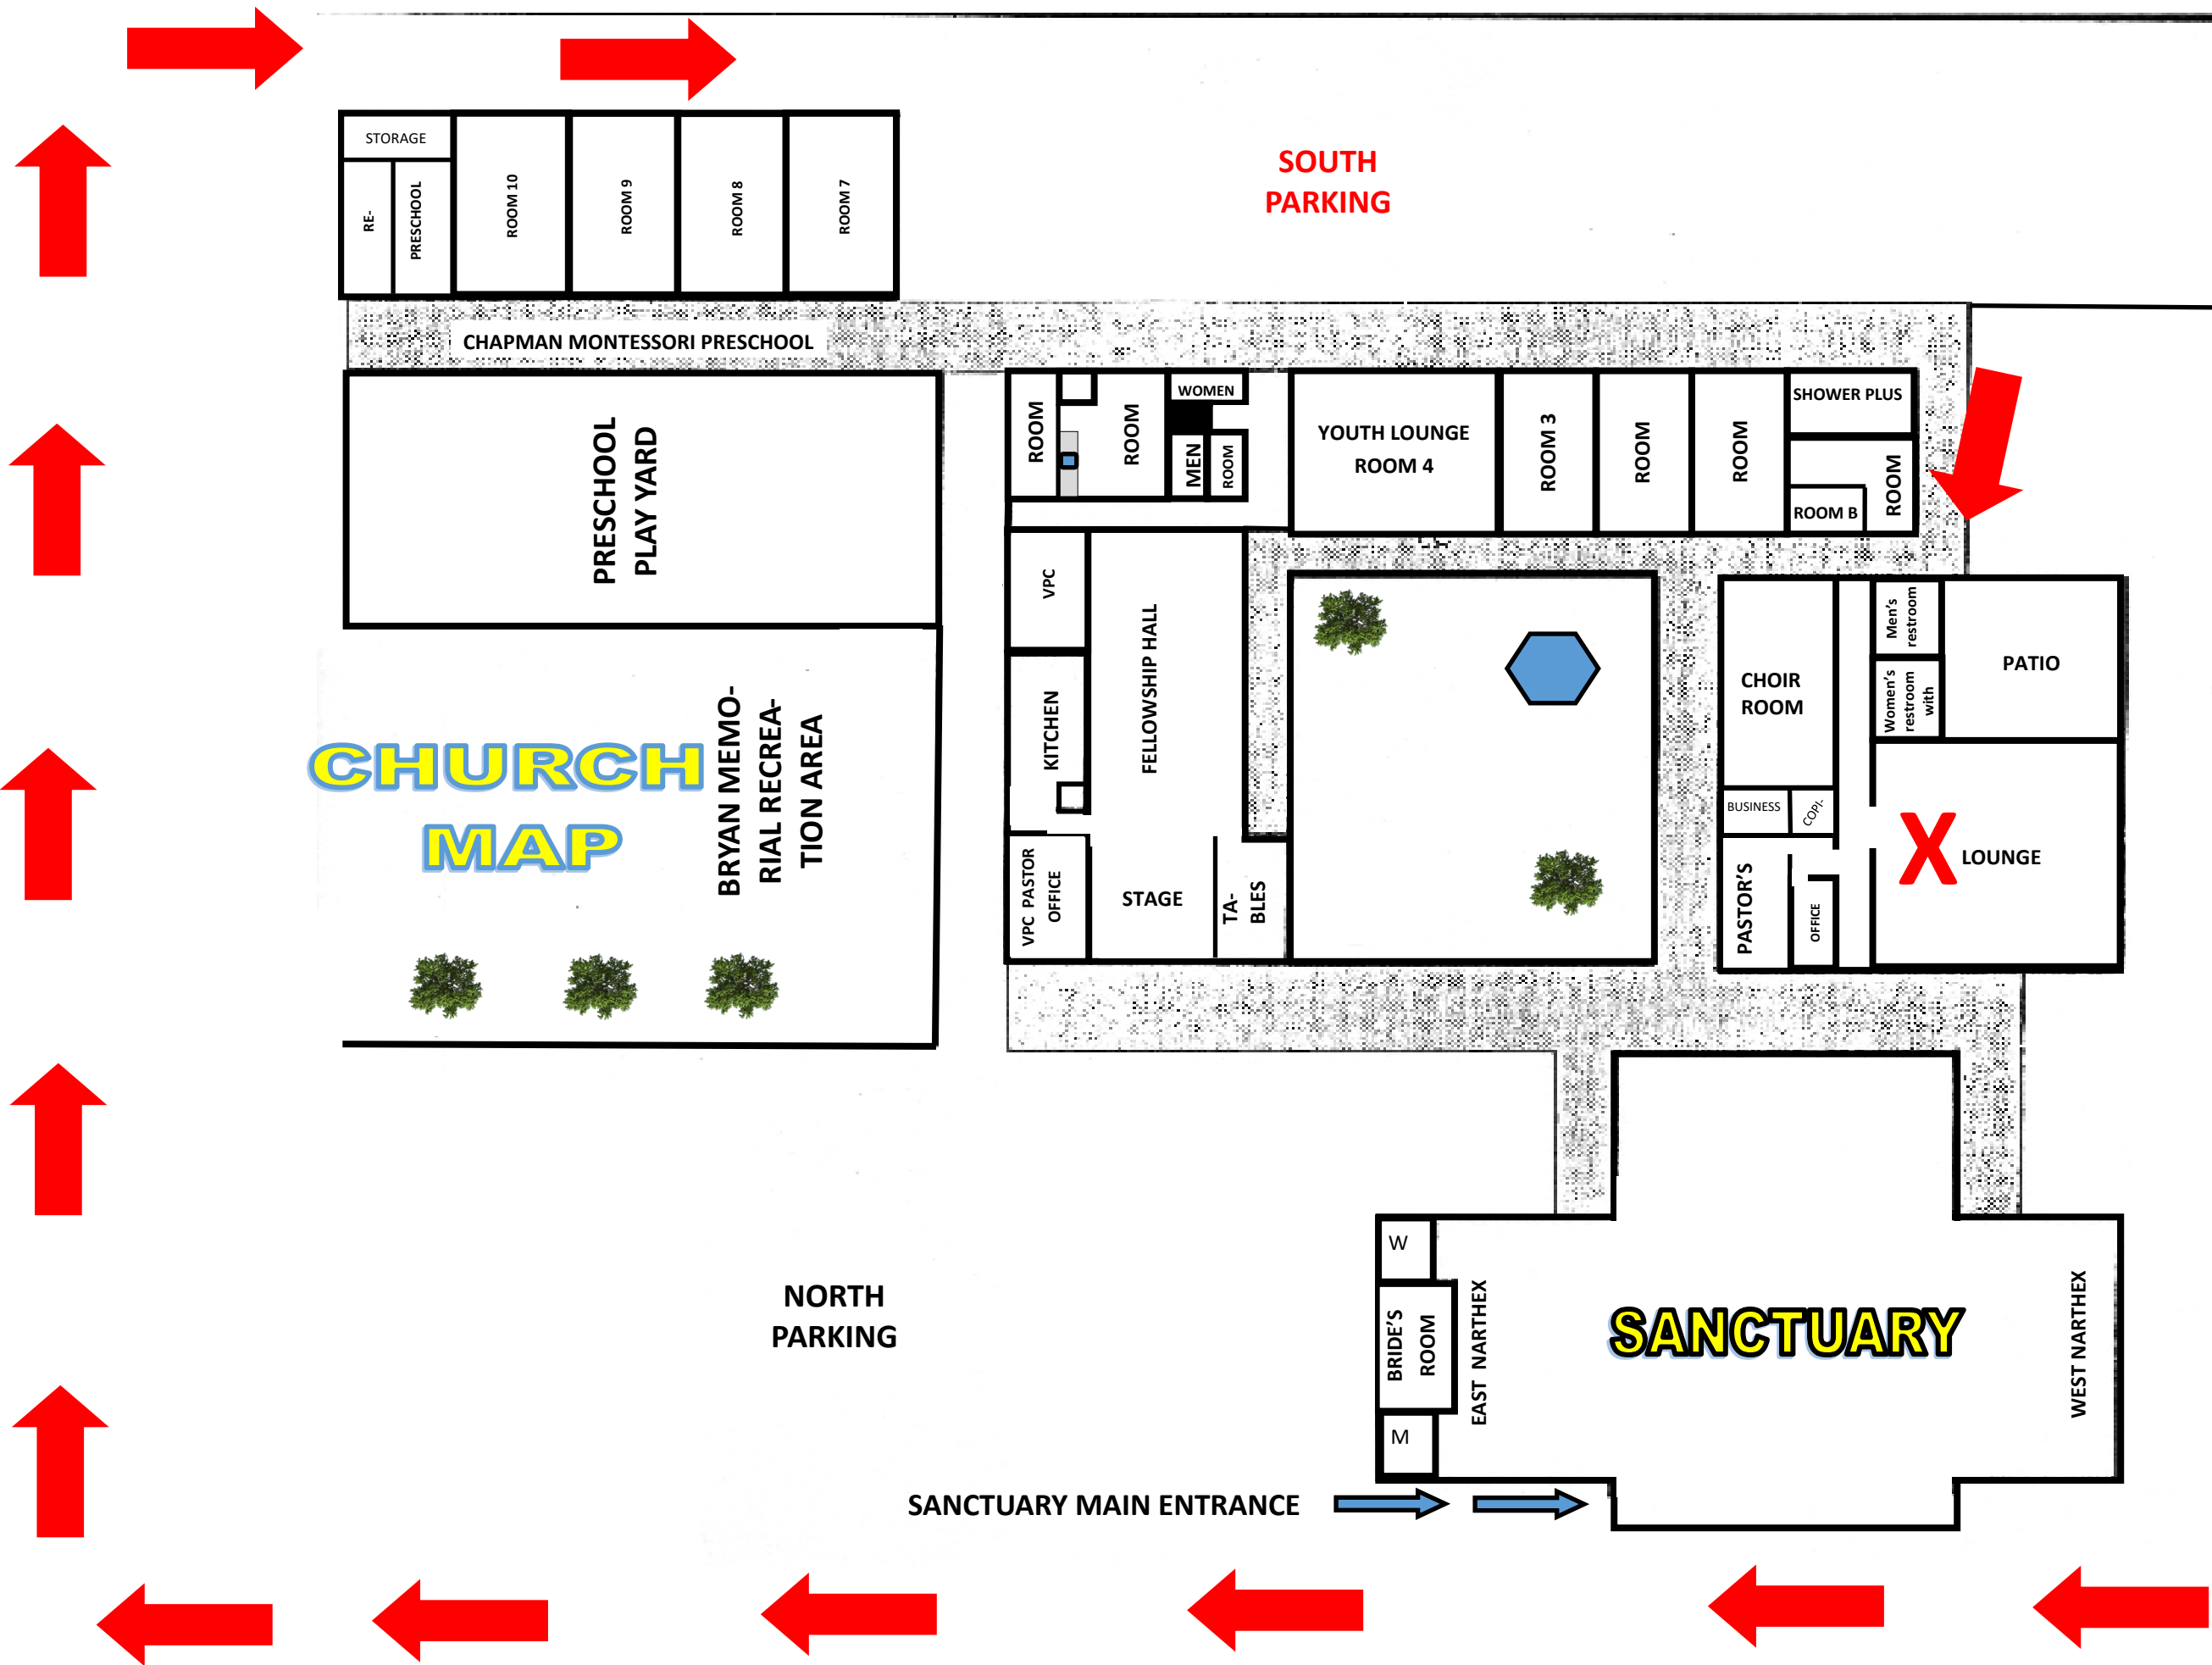 SOUTH
PARKING
STORAGE
RE-
PRESCHOOL
ROOM 10
ROOM 9
ROOM 8
ROOM 7
CHAPMAN MONTESSORI PRESCHOOL
PRESCHOOL
PLAY YARD
ROOM
ROOM
WOMEN
MEN
ROOM
YOUTH LOUNGE
ROOM 4
ROOM 3
ROOM
ROOM
SHOWER PLUS
ROOM B
ROOM
VPC
FELLOWSHIP HALL
KITCHEN
VPC PASTOR
OFFICE
STAGE
TA-
BLES
CHOIR
ROOM
Men's
restroom
Women's
restroom
with
PATIO
BUSINESS
COPI-
PASTOR'S
OFFICE
X
LOUNGE
CHURCH
MAP
BRYAN MEMO-
RIAL RECREA-
TION AREA
NORTH
PARKING
W
BRIDE'S
ROOM
M
EAST NARTHEX
SANCTUARY
WEST NARTHEX
SANCTUARY MAIN ENTRANCE